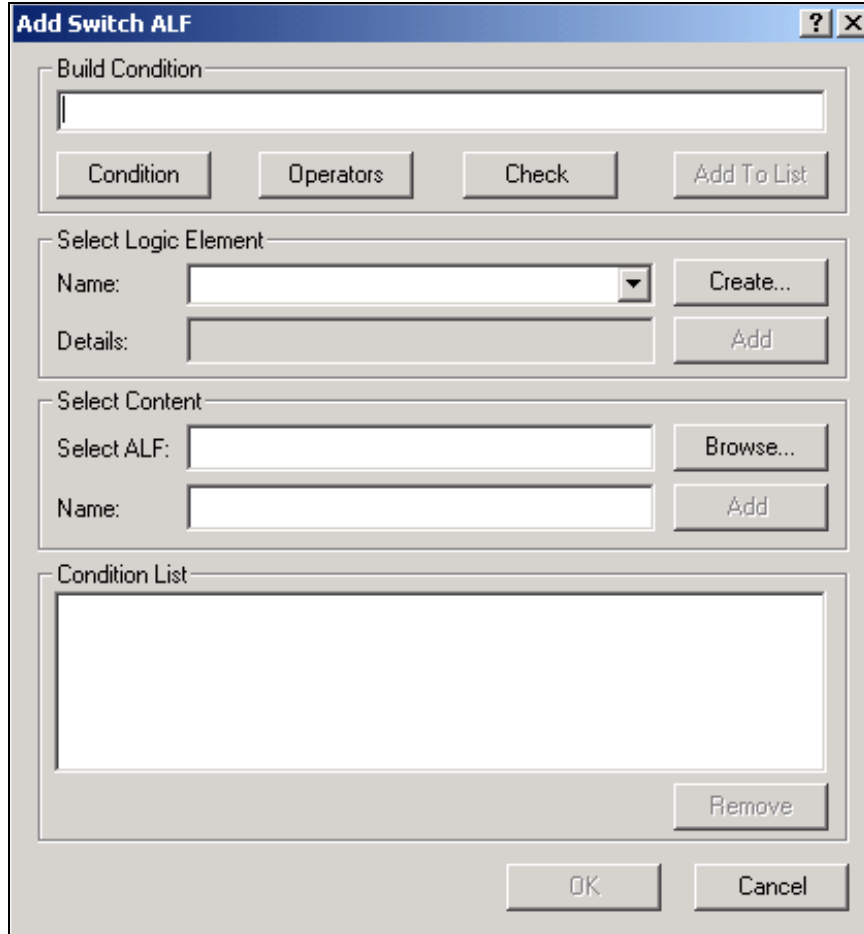 Add Switch ALF
Build Condition
Condition Operators Check Add To List
Select Logic Element
Name: Create...
Details: Add
Select Content
Select ALF: Browse...
Name: Add
Condition List
Remove
OK Cancel